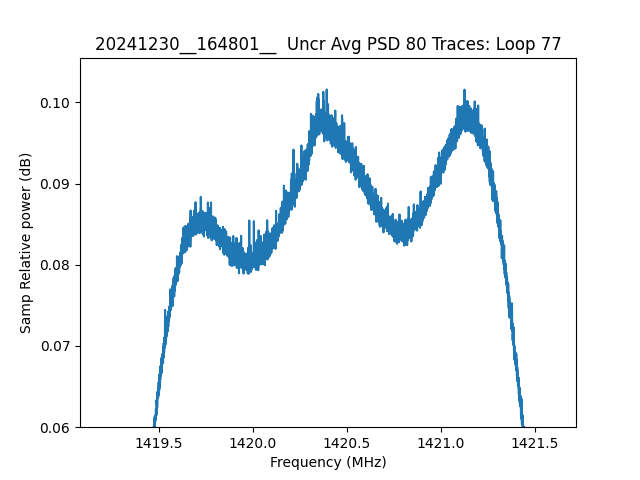 20241230__164801__  Uncr Avg PSD 80 Traces: Loop 77
Samp Relative power (dB)
0.10
0.09
0.08
0.07
0.06
1419.5 1420.0 1420.5 1421.0 1421.5
Frequency (MHz)